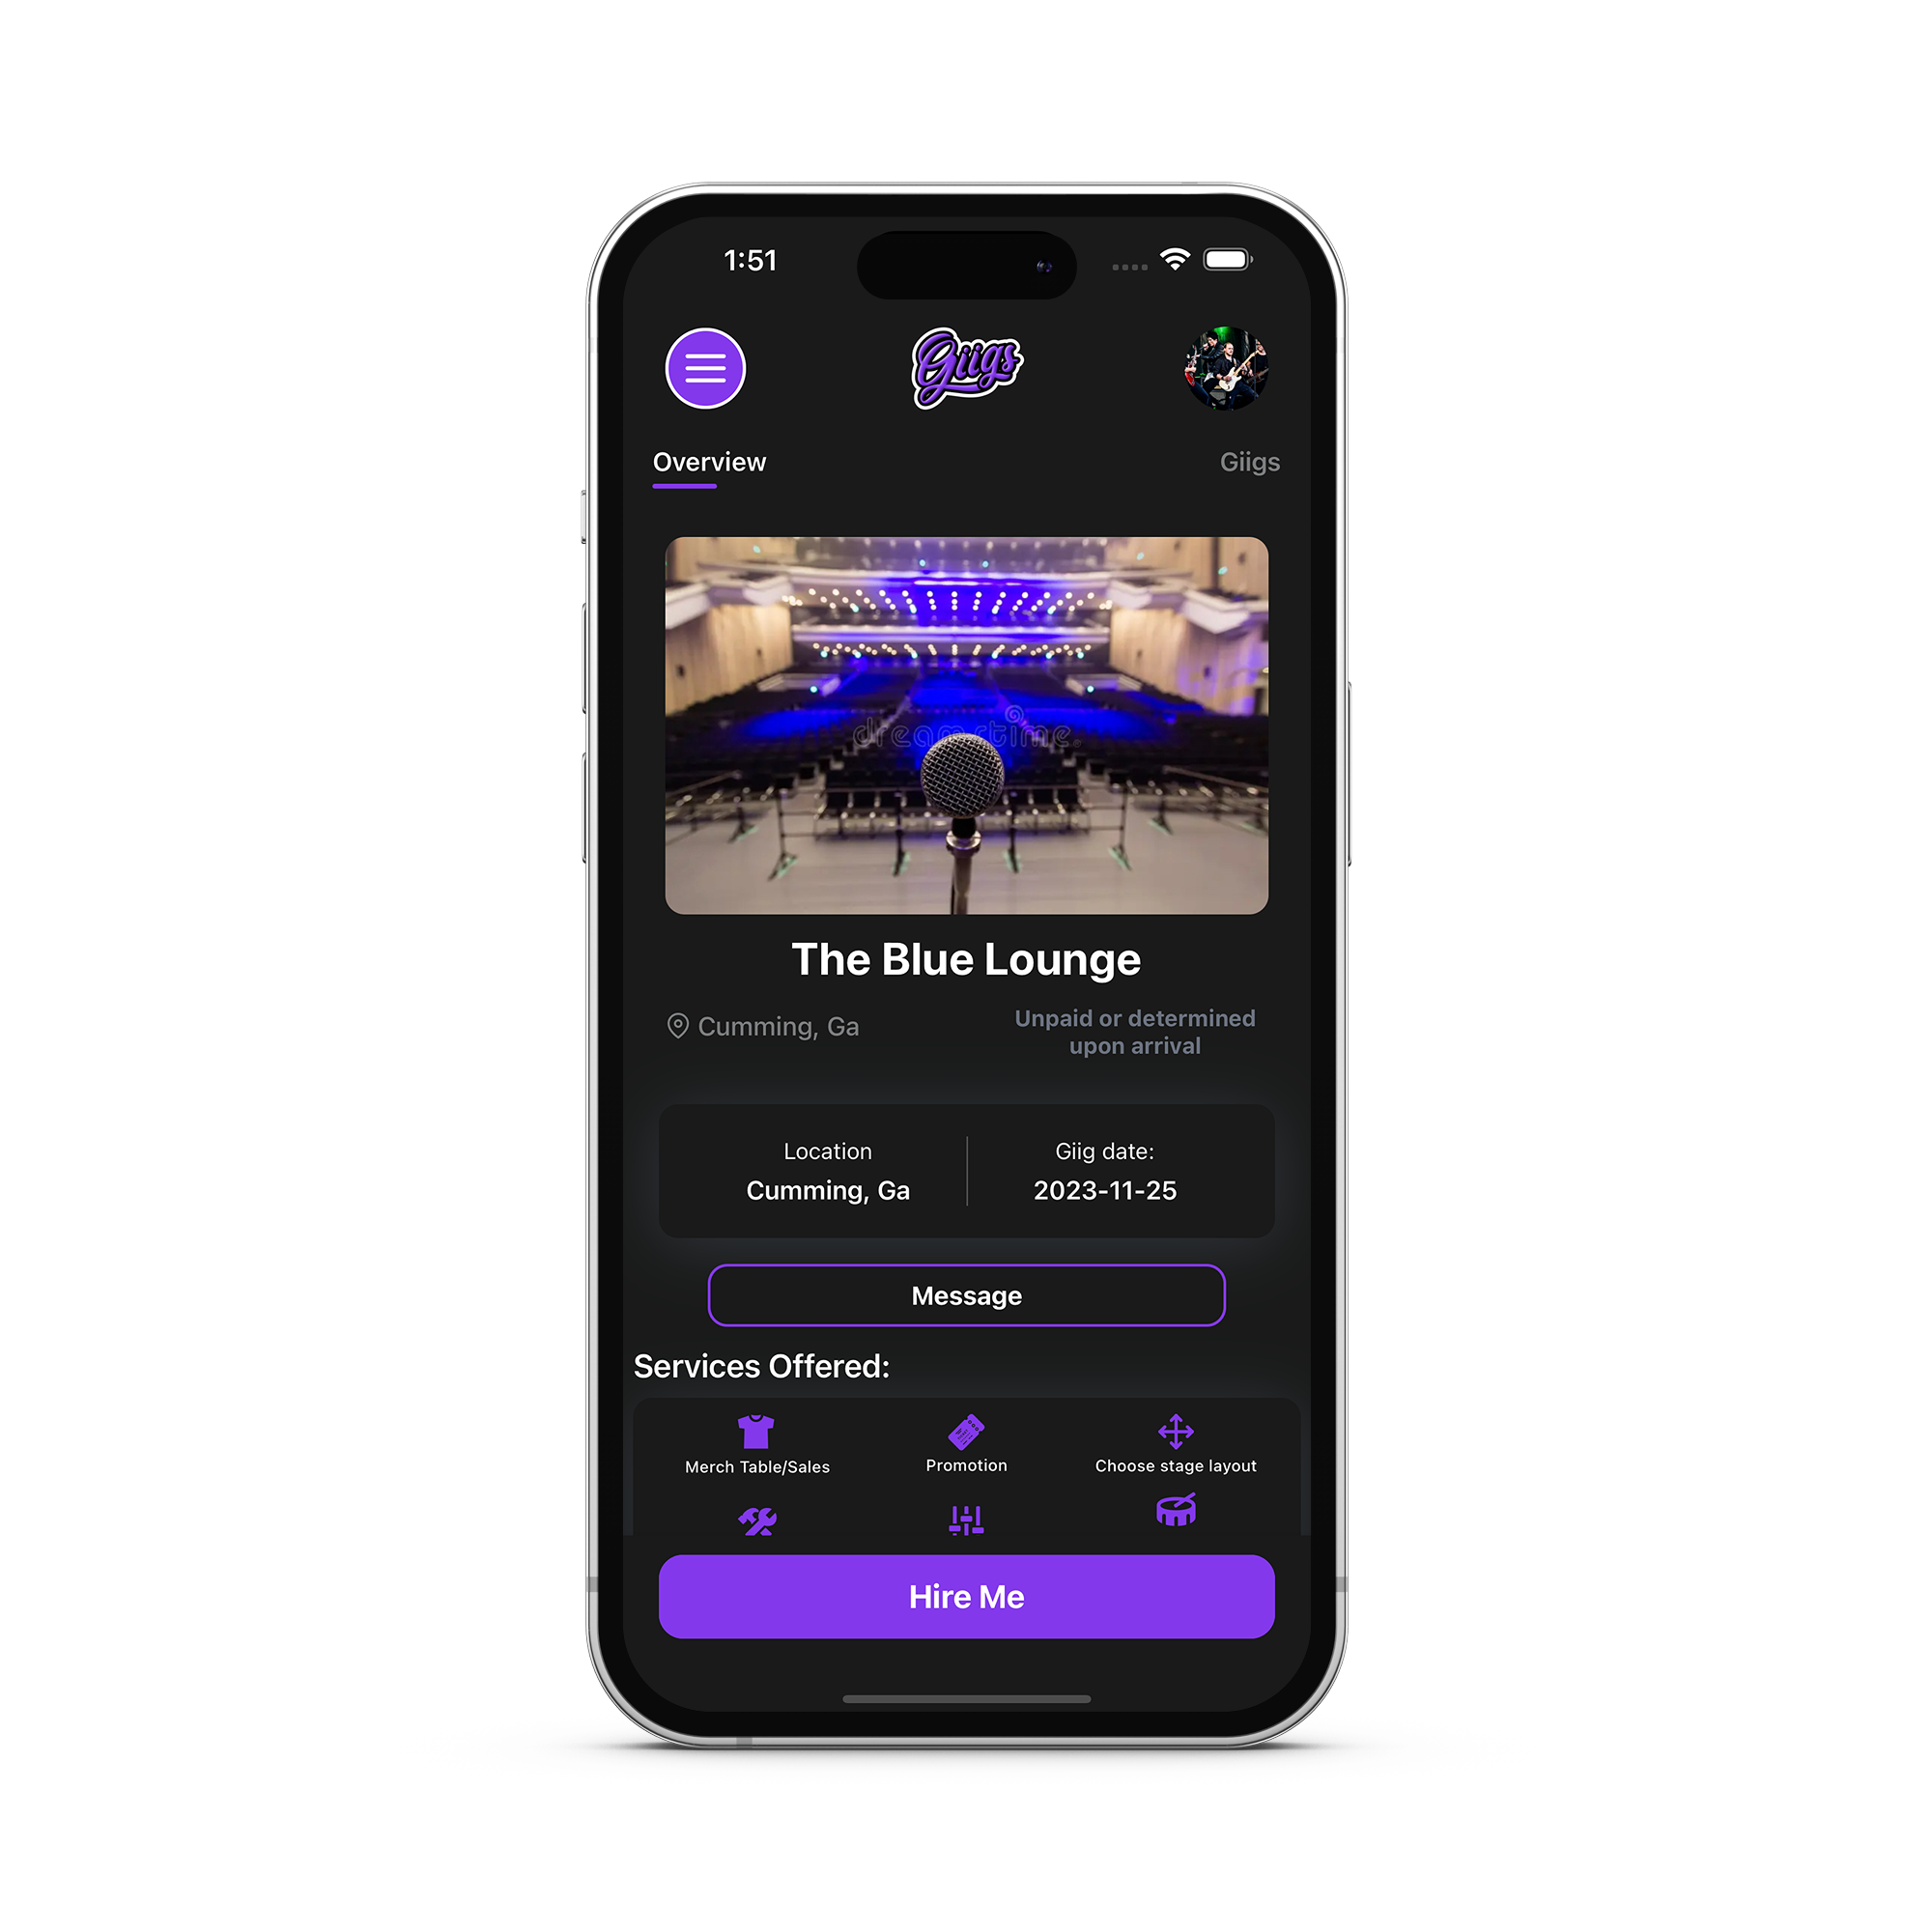 1:51
Giigs
Overview
Giigs
dreamstime.
The Blue Lounge
Cumming, Ga
Unpaid or determined
upon arrival
Location
Cumming, Ga
Giig date:
2023-11-25
Message
Services Offered:
Merch Table/Sales
Promotion
Choose stage layout
Hire Me